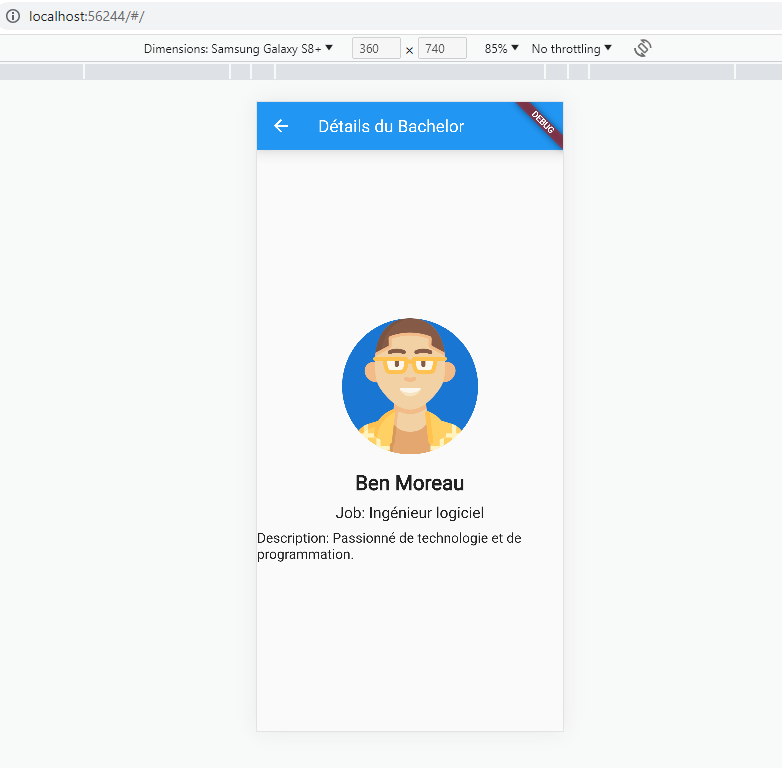 localhost:56244/#/
Dimensions: Samsung Galaxy S8+ 360 × 740 85% No throttling
Détails du Bachelor
DEBUG
Ben Moreau
Job: Ingénieur logiciel
Description: Passionné de technologie et de
programmation.